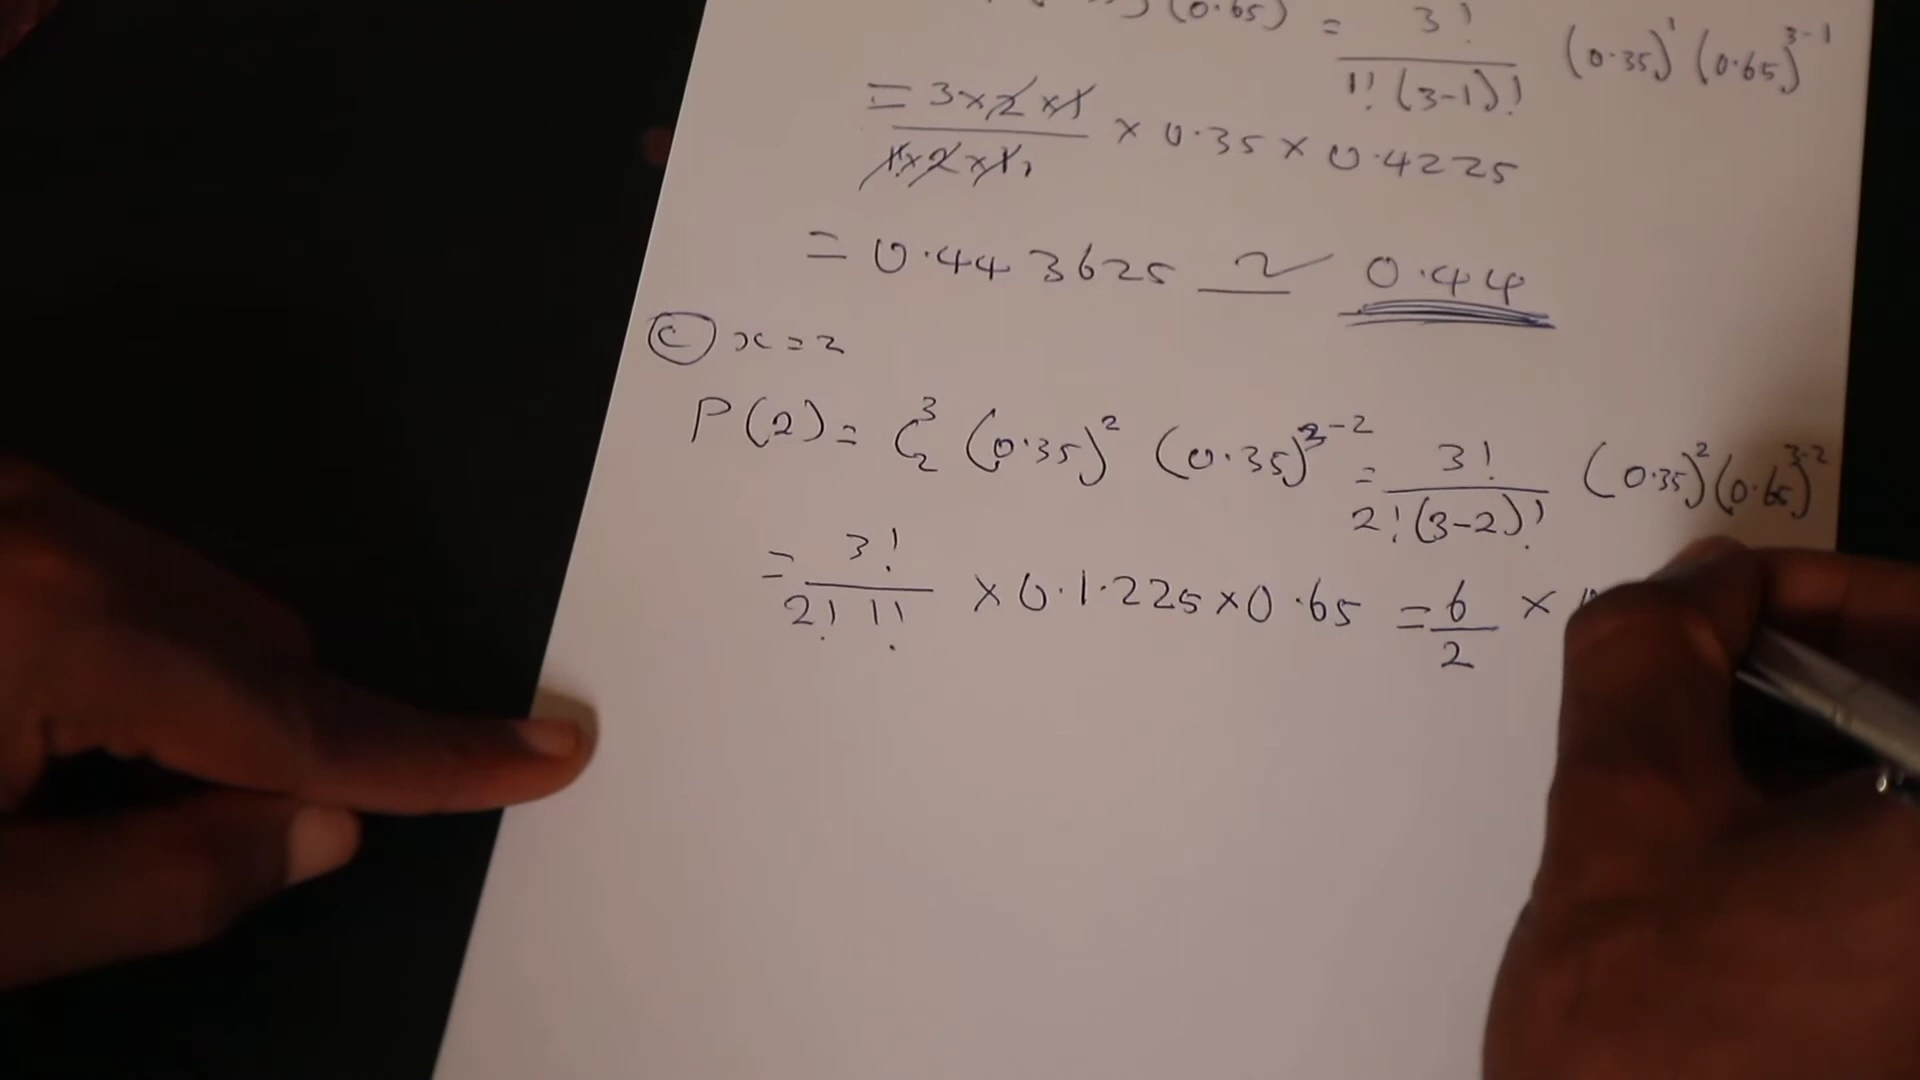 (0.65) = 3! / 1!(3-1)! (0.35)¹ (0.65)³⁻¹
= 3×2×1 / 1×2×1 × 0.35 × 0.4225
= 0.443625 ≃ 0.44
(c) x = 2
P(2) = C³₂ (0.35)² (0.35)³⁻² = 3! / 2!(3-2)! (0.35)² (0.65)³⁻²
= 3! / 2! 1! × 0.1.225 × 0.65 = 6 / 2 ×